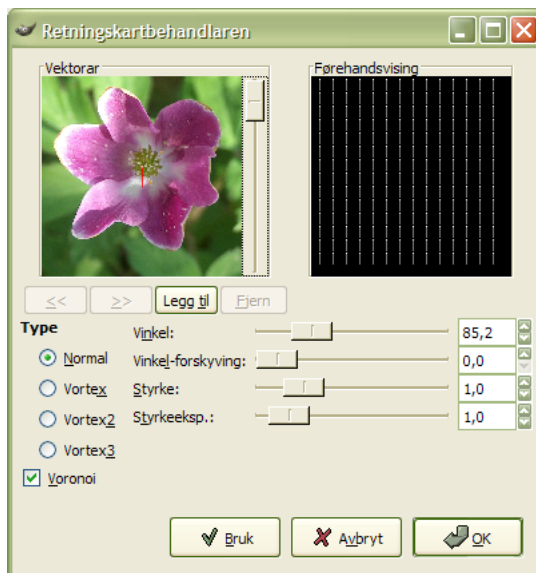 Retningskartbehandlaren
Vektorar
Førehandsvising
<< >> Legg til Fjern
Type
Vinkel: 85,2
Normal
Vinkel-forskyving: 0,0
Vortex
Styrke: 1,0
Vortex2
Styrkeeksp.: 1,0
Vortex3
Voronoi
Bruk Avbryt OK